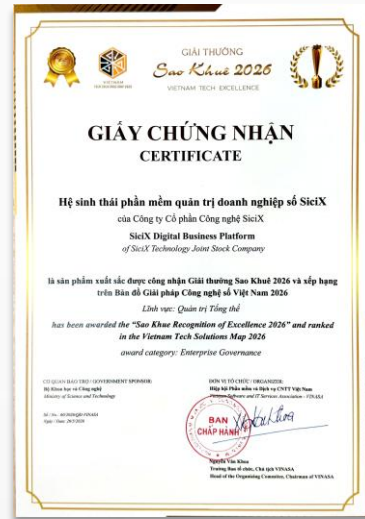 GIẢI THƯỞNG
Sao Khuê 2026
VIETNAM TECH EXCELLENCE
GIẤY CHỨNG NHẬN
CERTIFICATE
Hệ sinh thái phần mềm quản trị doanh nghiệp số SiciX
của Công ty Cổ phần Công nghệ SiciX
SiciX Digital Business Platform
of SiciX Technology Joint Stock Company
là sản phẩm xuất sắc được công nhận Giải thưởng Sao Khuê 2026 và xếp hạng
trên Bản đồ Giải pháp Công nghệ số Việt Nam 2026
Lĩnh vực: Quản trị Tổng thể
has been awarded the “Sao Khue Recognition of Excellence 2026” and ranked
in the Vietnam Tech Solutions Map 2026
award category: Enterprise Governance
CƠ QUAN BẢO TRỢ / GOVERNMENT SPONSOR:
Bộ Khoa học và Công nghệ
Ministry of Science and Technology
ĐƠN VỊ TỔ CHỨC / ORGANIZER:
Hiệp hội Phần mềm và Dịch vụ CNTT Việt Nam
Software and IT Services Association - VINASA
BAN
CHẤP HÀNH
Nguyễn Văn Khoa
Trưởng Ban tổ chức, Chủ tịch VINASA
Head of the Organizing Committee, Chairman of VINASA